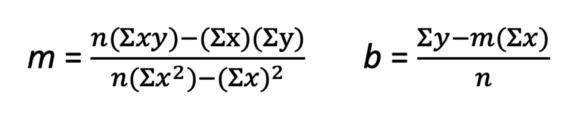 m = n(Σxy)−(Σx)(Σy) / n(Σx²)−(Σx)²
b = Σy−m(Σx) / n